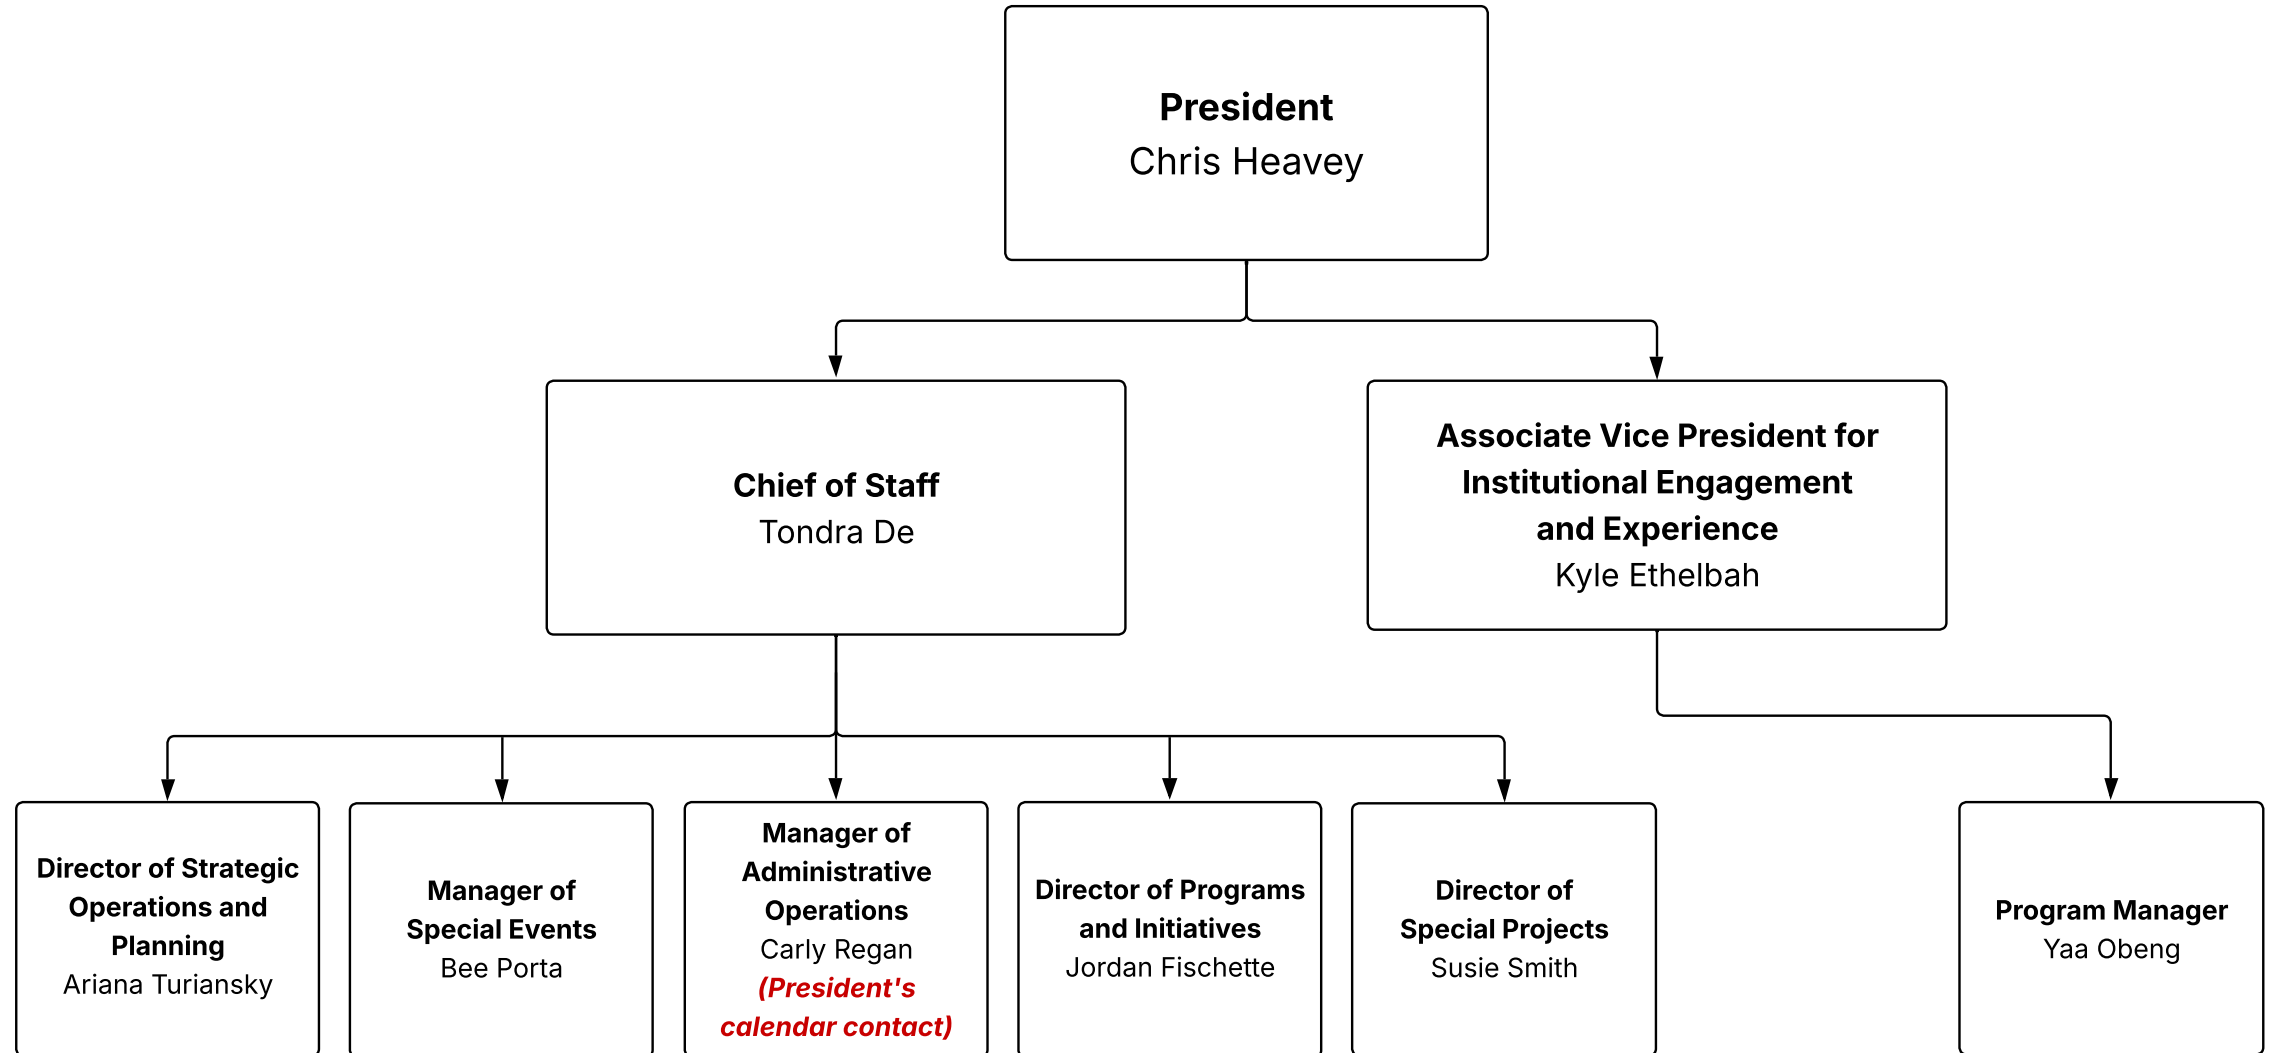 President
Chris Heavey
Chief of Staff
Tondra De
Associate Vice President for
Institutional Engagement
and Experience
Kyle Ethelbah
Director of Strategic
Operations and
Planning
Ariana Turiansky
Manager of
Special Events
Bee Porta
Manager of
Administrative
Operations
Carly Regan
(President's
calendar contact)
Director of Programs
and Initiatives
Jordan Fischette
Director of
Special Projects
Susie Smith
Program Manager
Yaa Obeng